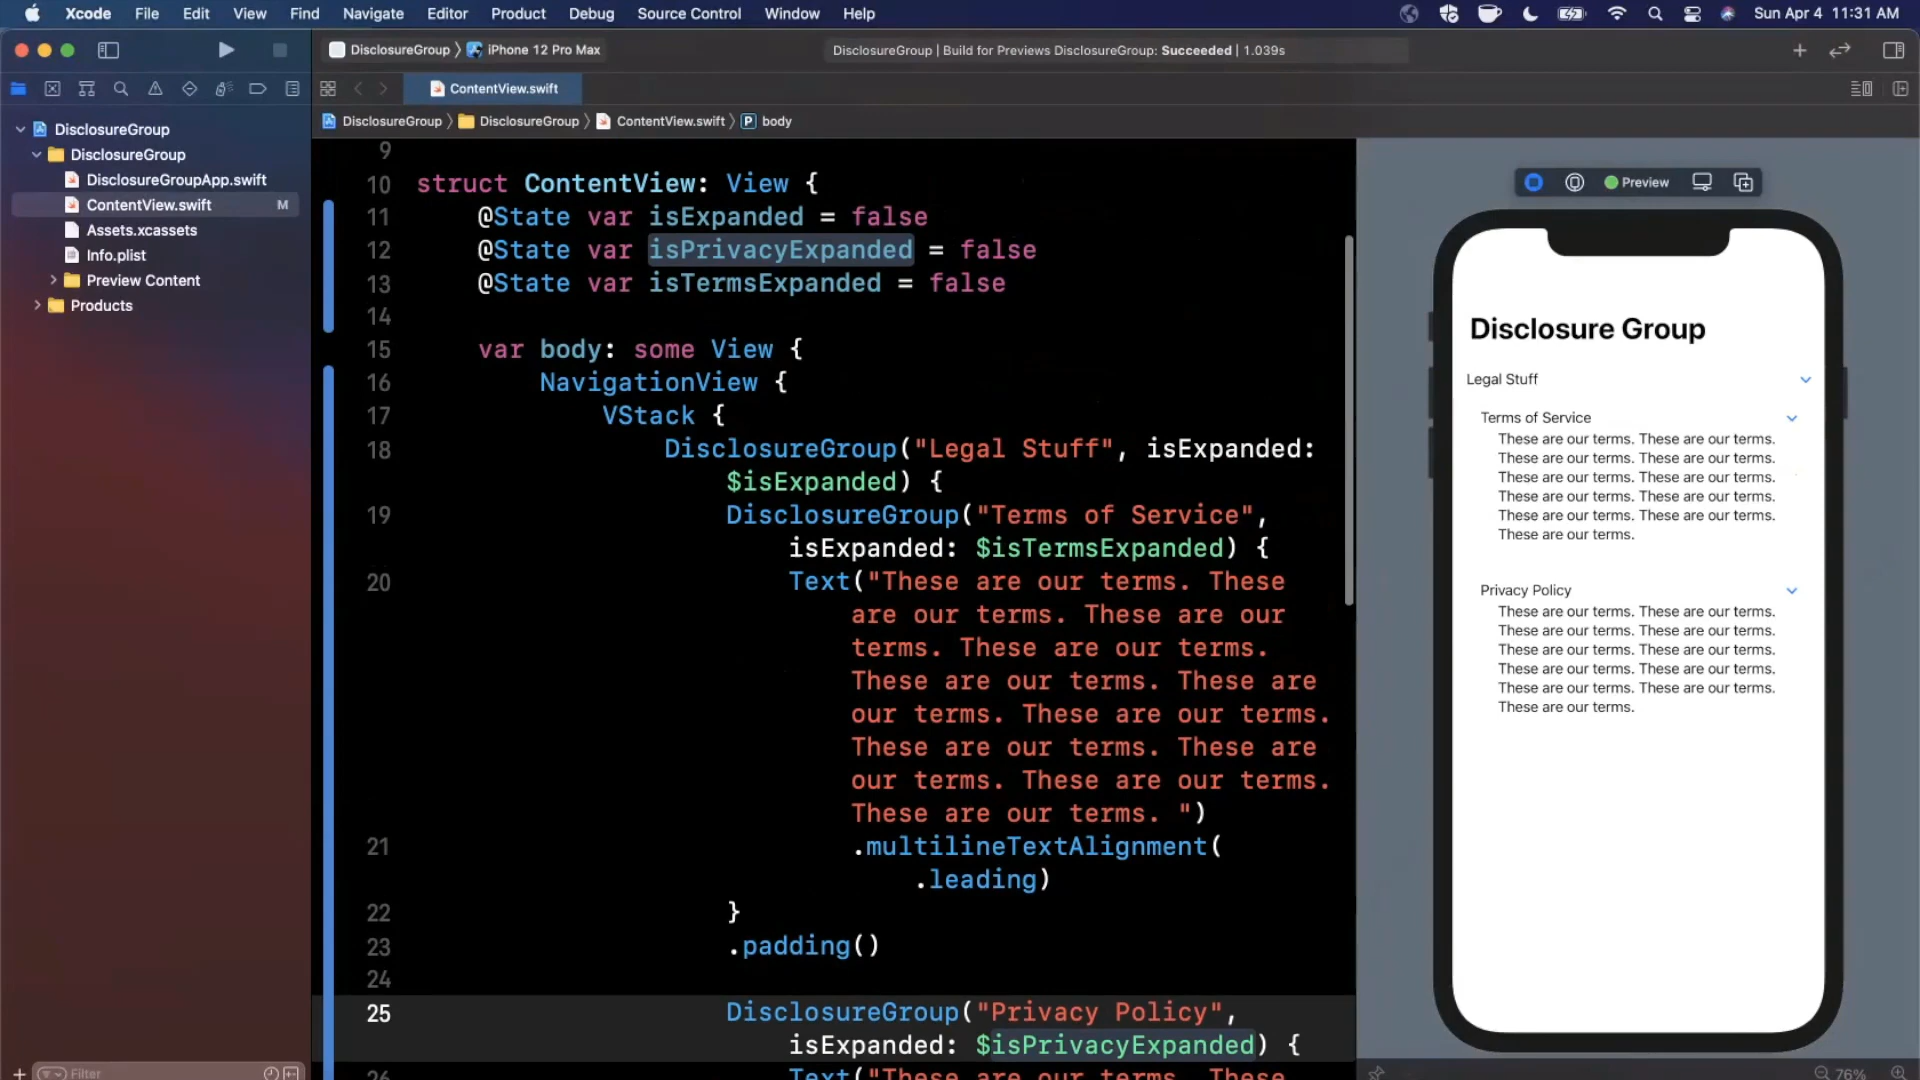 Xcode File Edit View Find Navigate Editor Product Debug Source Control Window Help Sun Apr 4 11:31 AM
DisclosureGroup iPhone 12 Pro Max
DisclosureGroup | Build for Previews DisclosureGroup: Succeeded | 1.039s
ContentView.swift
DisclosureGroup DisclosureGroup ContentView.swift P body
DisclosureGroup
DisclosureGroup
DisclosureGroupApp.swift
ContentView.swift M
Assets.xcassets
Info.plist
Preview Content
Products
Filter
9
10 struct ContentView: View {
11 @State var isExpanded = false
12 @State var isPrivacyExpanded = false
13 @State var isTermsExpanded = false
14
15 var body: some View {
16 NavigationView {
17 VStack {
18 DisclosureGroup("Legal Stuff", isExpanded:
$isExpanded) {
19 DisclosureGroup("Terms of Service",
isExpanded: $isTermsExpanded) {
20 Text("These are our terms. These
are our terms. These are our
terms. These are our terms.
These are our terms. These are
our terms. These are our terms.
These are our terms. These are
our terms. These are our terms.
These are our terms. ")
21 .multilineTextAlignment(
.leading)
22 }
23 .padding()
24
25 DisclosureGroup("Privacy Policy",
isExpanded: $isPrivacyExpanded) {
26 Text("These are our terms. These
Preview
Disclosure Group
Legal Stuff
Terms of Service
These are our terms. These are our terms.
These are our terms. These are our terms.
These are our terms. These are our terms.
These are our terms. These are our terms.
These are our terms. These are our terms.
These are our terms.
Privacy Policy
These are our terms. These are our terms.
These are our terms. These are our terms.
These are our terms. These are our terms.
These are our terms. These are our terms.
These are our terms. These are our terms.
These are our terms.
76%